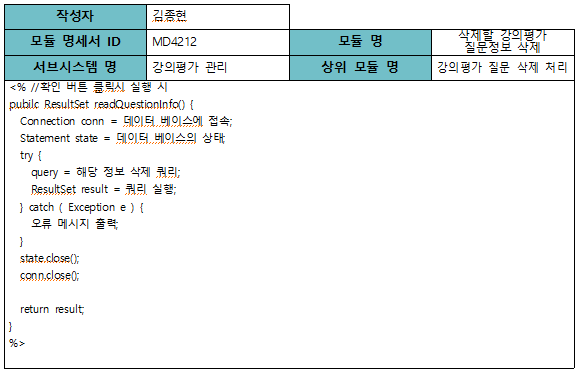 작성자 김종현
모듈 명세서 ID MD4212 모듈 명 삭제할 강의평가
질문정보 삭제
서브시스템 명 강의평가 관리 상위 모듈 명 강의평가 질문 삭제 처리
<% //확인 버튼 클릭시 실행 시
public ResultSet readQuestionInfo() {
Connection conn = 데이터 베이스에 접속;
Statement state = 데이터 베이스의 상태;
try {
query = 해당 정보 삭제 쿼리;
ResultSet result = 쿼리 실행;
} catch ( Exception e ) {
오류 메시지 출력;
}
state.close();
conn.close();
return result;
}
%>